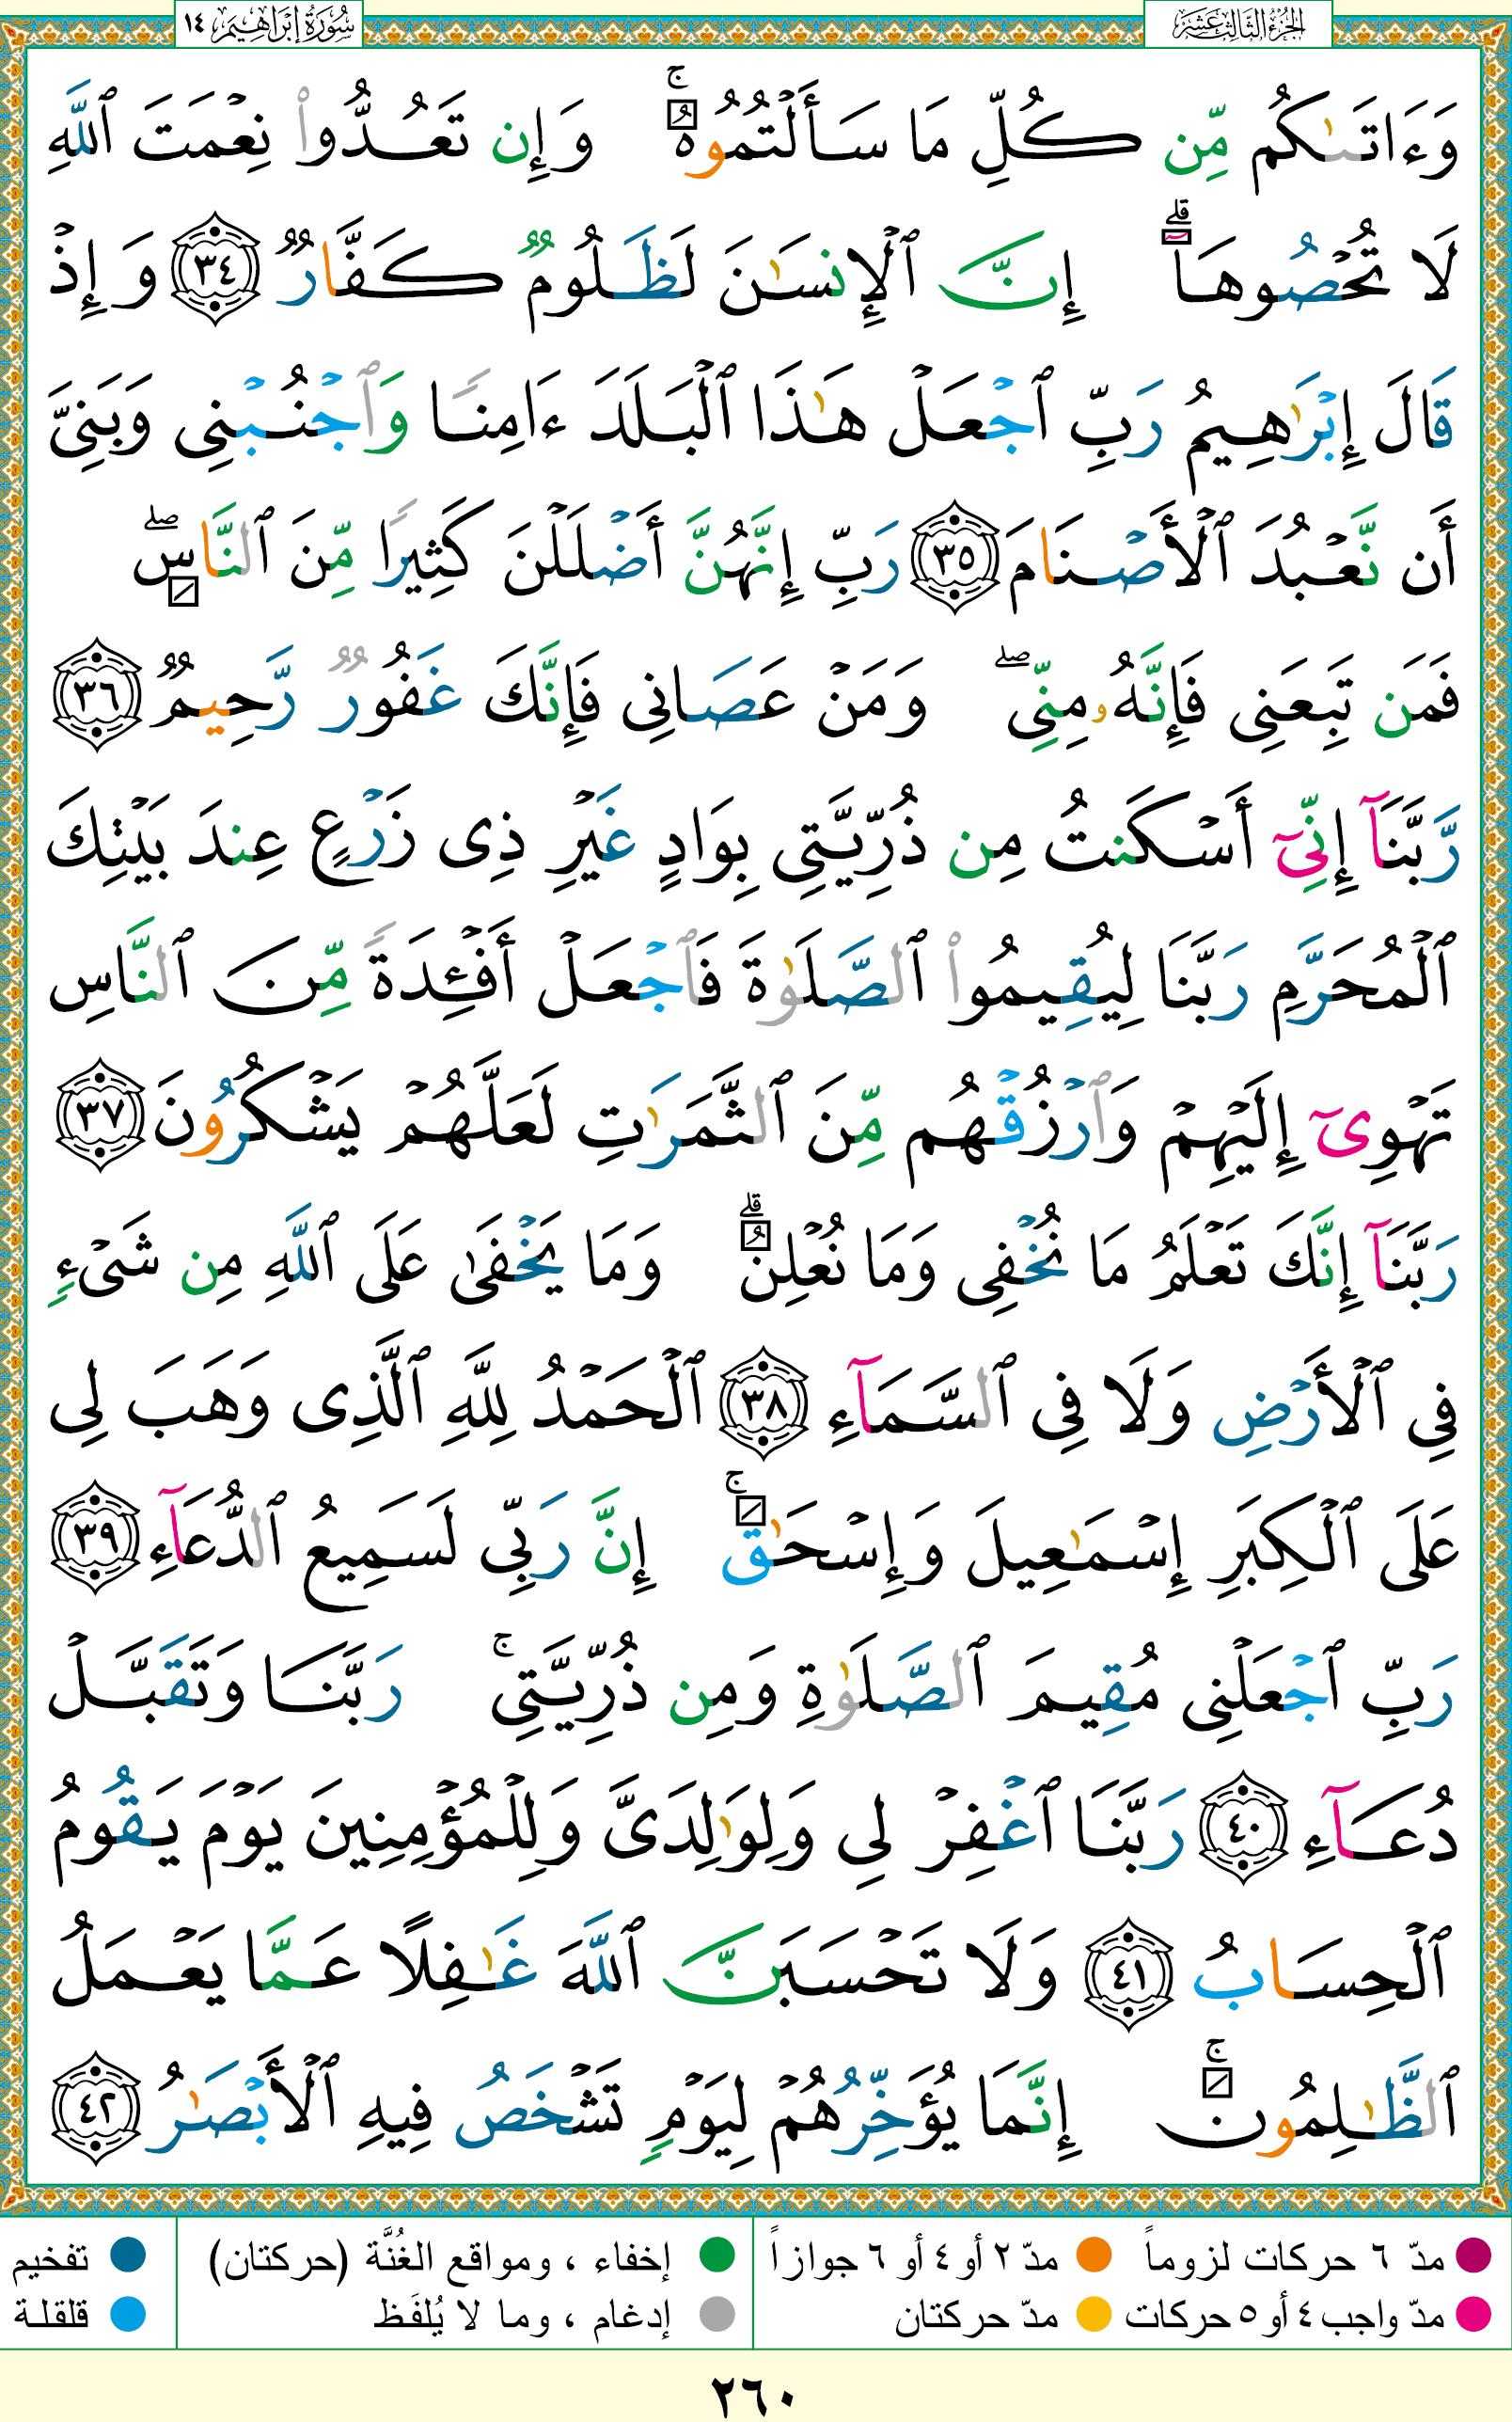 الجزء الثالث عشر
سورة إبراهيم ١٤
وَءَاتَىٰكُم مِّن كُلِّ مَا سَأَلْتُمُوهُ ۚ وَإِن تَعُدُّوا۟ نِعْمَتَ ٱللَّهِ
لَا تُحْصُوهَا ۗ إِنَّ ٱلْإِنسَـٰنَ لَظَلُومٌ كَفَّارٌ ٣٤ وَإِذْ
قَالَ إِبْرَٰهِيمُ رَبِّ ٱجْعَلْ هَـٰذَا ٱلْبَلَدَ ءَامِنًا وَٱجْنُبْنِى وَبَنِىَّ
أَن نَّعْبُدَ ٱلْأَصْنَامَ ٣٥ رَبِّ إِنَّهُنَّ أَضْلَلْنَ كَثِيرًا مِّنَ ٱلنَّاسِ ۖ
فَمَن تَبِعَنِى فَإِنَّهُۥ مِنِّى ۖ وَمَنْ عَصَانِى فَإِنَّكَ غَفُورٌ رَّحِيمٌ ٣٦
رَّبَّنَآ إِنِّىٓ أَسْكَنتُ مِن ذُرِّيَّتِى بِوَادٍ غَيْرِ ذِى زَرْعٍ عِندَ بَيْتِكَ
ٱلْمُحَرَّمِ رَبَّنَا لِيُقِيمُوا۟ ٱلصَّلَوٰةَ فَٱجْعَلْ أَفْـِٔدَةً مِّنَ ٱلنَّاسِ
تَهْوِىٓ إِلَيْهِمْ وَٱرْزُقْهُم مِّنَ ٱلثَّمَرَٰتِ لَعَلَّهُمْ يَشْكُرُونَ ٣٧
رَبَّنَآ إِنَّكَ تَعْلَمُ مَا نُخْفِى وَمَا نُعْلِنُ ۗ وَمَا يَخْفَىٰ عَلَى ٱللَّهِ مِن شَىْءٍ
فِى ٱلْأَرْضِ وَلَا فِى ٱلسَّمَآءِ ٣٨ ٱلْحَمْدُ لِلَّهِ ٱلَّذِى وَهَبَ لِى
عَلَى ٱلْكِبَرِ إِسْمَـٰعِيلَ وَإِسْحَـٰقَ ۚ إِنَّ رَبِّى لَسَمِيعُ ٱلدُّعَآءِ ٣٩
رَبِّ ٱجْعَلْنِى مُقِيمَ ٱلصَّلَوٰةِ وَمِن ذُرِّيَّتِى ۚ رَبَّنَا وَتَقَبَّلْ
دُعَآءِ ٤٠ رَبَّنَا ٱغْفِرْ لِى وَلِوَٰلِدَىَّ وَلِلْمُؤْمِنِينَ يَوْمَ يَقُومُ
ٱلْحِسَابُ ٤١ وَلَا تَحْسَبَنَّ ٱللَّهَ غَـٰفِلًا عَمَّا يَعْمَلُ
ٱلظَّـٰلِمُونَ ۚ إِنَّمَا يُؤَخِّرُهُمْ لِيَوْمٍ تَشْخَصُ فِيهِ ٱلْأَبْصَـٰرُ ٤٢
مدّ ٦ حركات لزوماً مدّ ٢ أو ٤ أو ٦ جوازاً إخفاء ، ومواقع الغُنَّة (حركتان) تفخيم
مدّ واجب ٤ أو ٥ حركات مدّ حركتان إدغام ، وما لا يُلفَظ قلقلة
٢٦٠